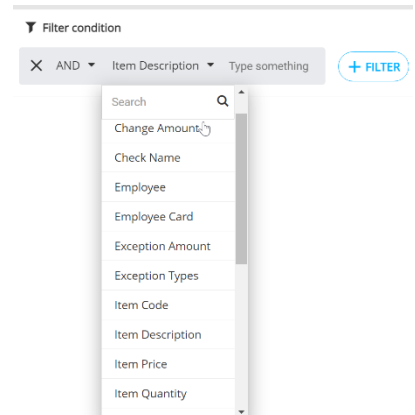 Filter condition
AND Item Description Type something + FILTER
Search
Change Amount
Check Name
Employee
Employee Card
Exception Amount
Exception Types
Item Code
Item Description
Item Price
Item Quantity